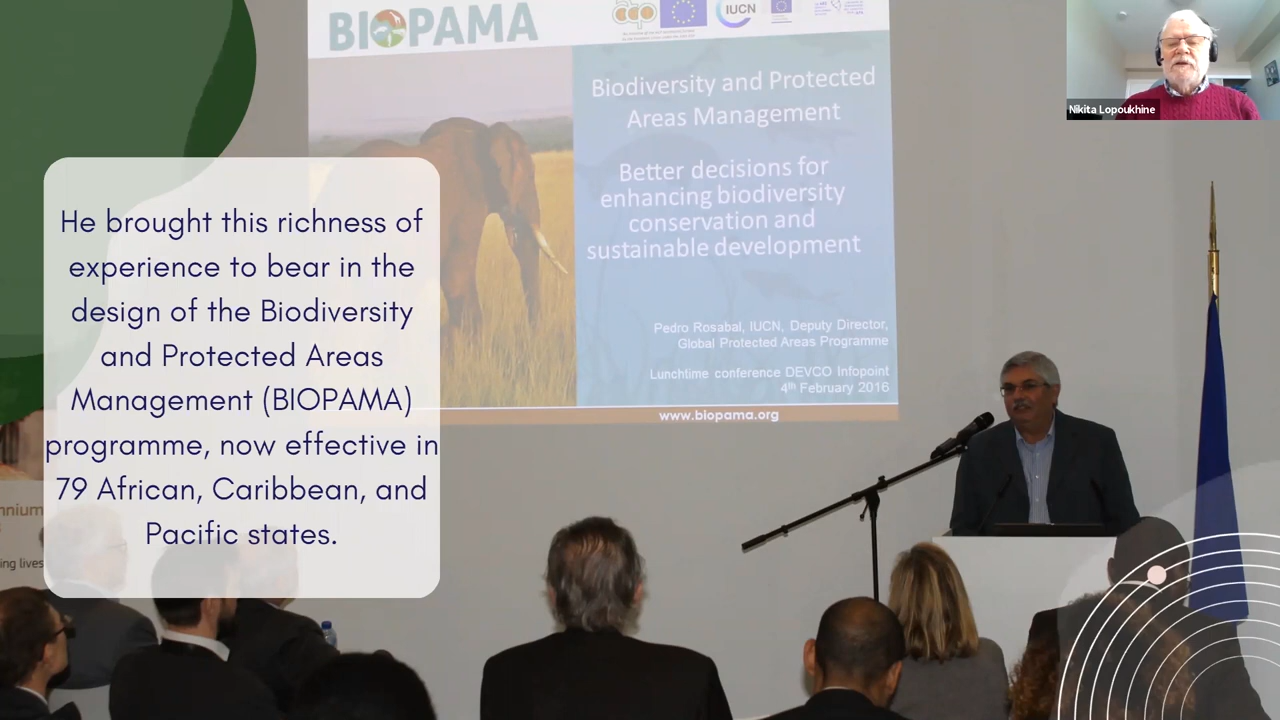 BIOPAMA
IUCN
Nikita Lopoukhine
Biodiversity and Protected
Areas Management
Better decisions for
enhancing biodiversity
conservation and
sustainable development
Pedro Rosabal, IUCN, Deputy Director,
Global Protected Areas Programme
Lunchtime conference DEVCO Infopoint
4th February 2016
www.biopama.org
He brought this richness of
experience to bear in the
design of the Biodiversity
and Protected Areas
Management (BIOPAMA)
programme, now effective in
79 African, Caribbean, and
Pacific states.